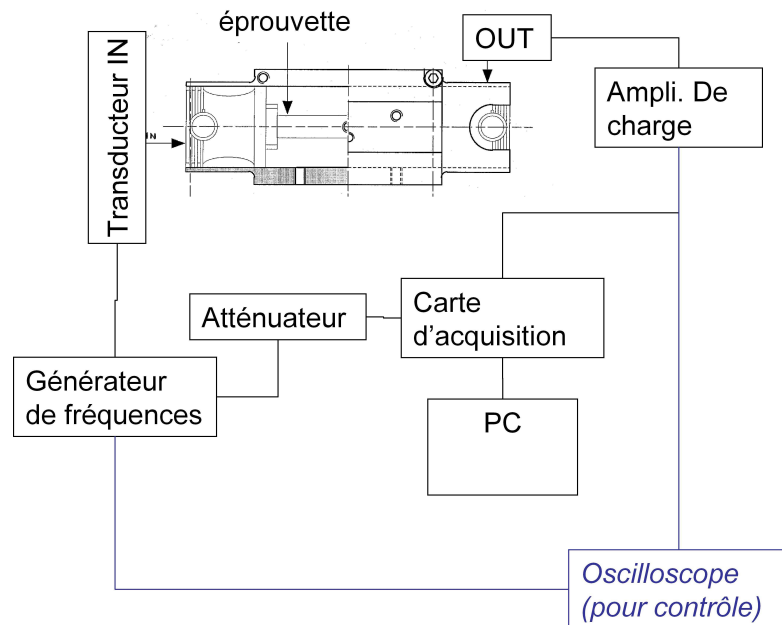 éprouvette
OUT
Transducteur IN
Ampli. De
charge
IN
Carte
d’acquisition
Atténuateur
Générateur
de fréquences
PC
Oscilloscope
(pour contrôle)